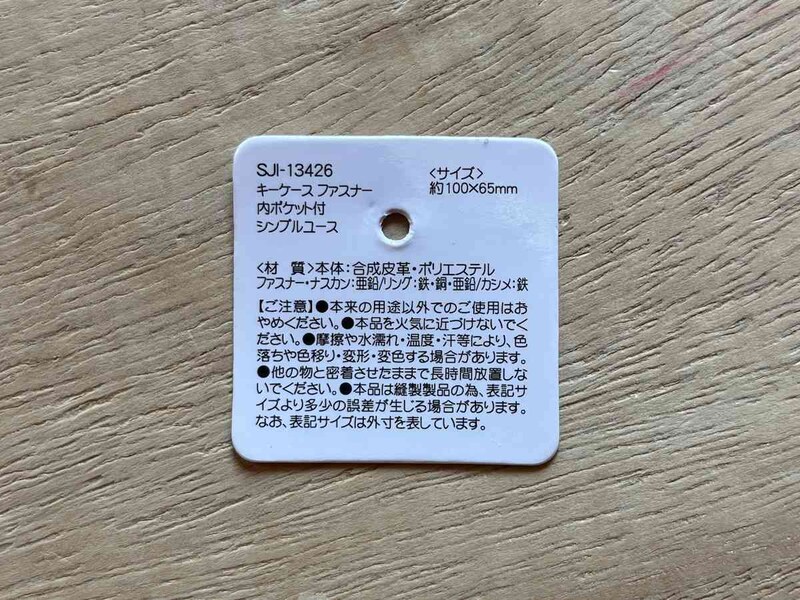 SJI-13426
キーケース ファスナー
内ポケット付
シンプルユース
<サイズ>
約100×65mm
<材 質>本体:合成皮革・ポリエステル
ファスナー・ナスカン:亜鉛/リング:鉄・銅・亜鉛/カシメ:鉄
【ご注意】●本来の用途以外でのご使用はお
やめください。●本品を火気に近づけないでく
ださい。●摩擦や水濡れ・温度・汗等により、色
落ちや色移り・変形・変色する場合があります。
●他の物と密着させたままで長時間放置しな
いでください。●本品は縫製製品の為、表記サ
イズより多少の誤差が生じる場合があります。
なお、表記サイズは外寸を表しています。